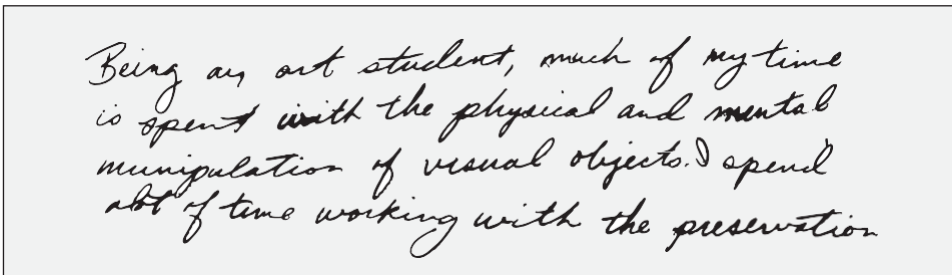 Being an art student, much of my time
is spent with the physical and mental
munipulation of visual objects. I spend
alot of time working with the preservation